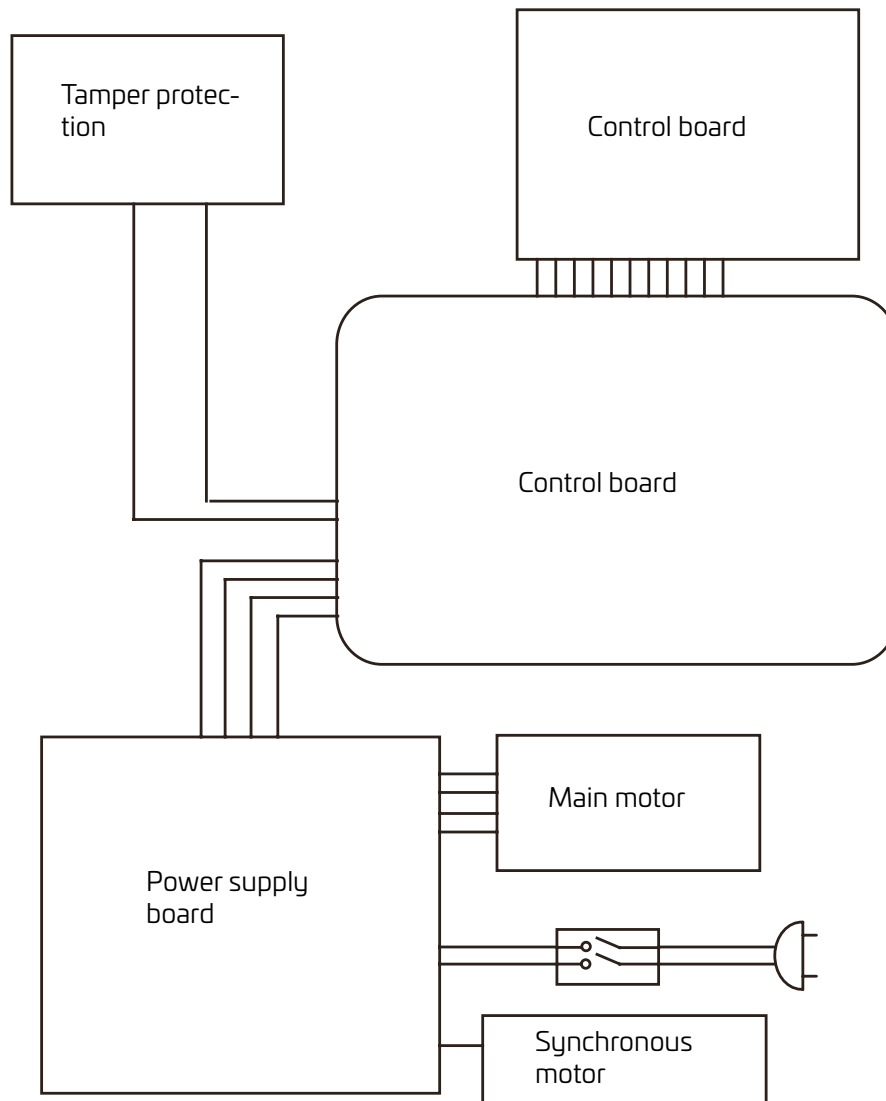 Tamper protec-
tion
Control board
Control board
Main motor
Power supply
board
Synchronous
motor